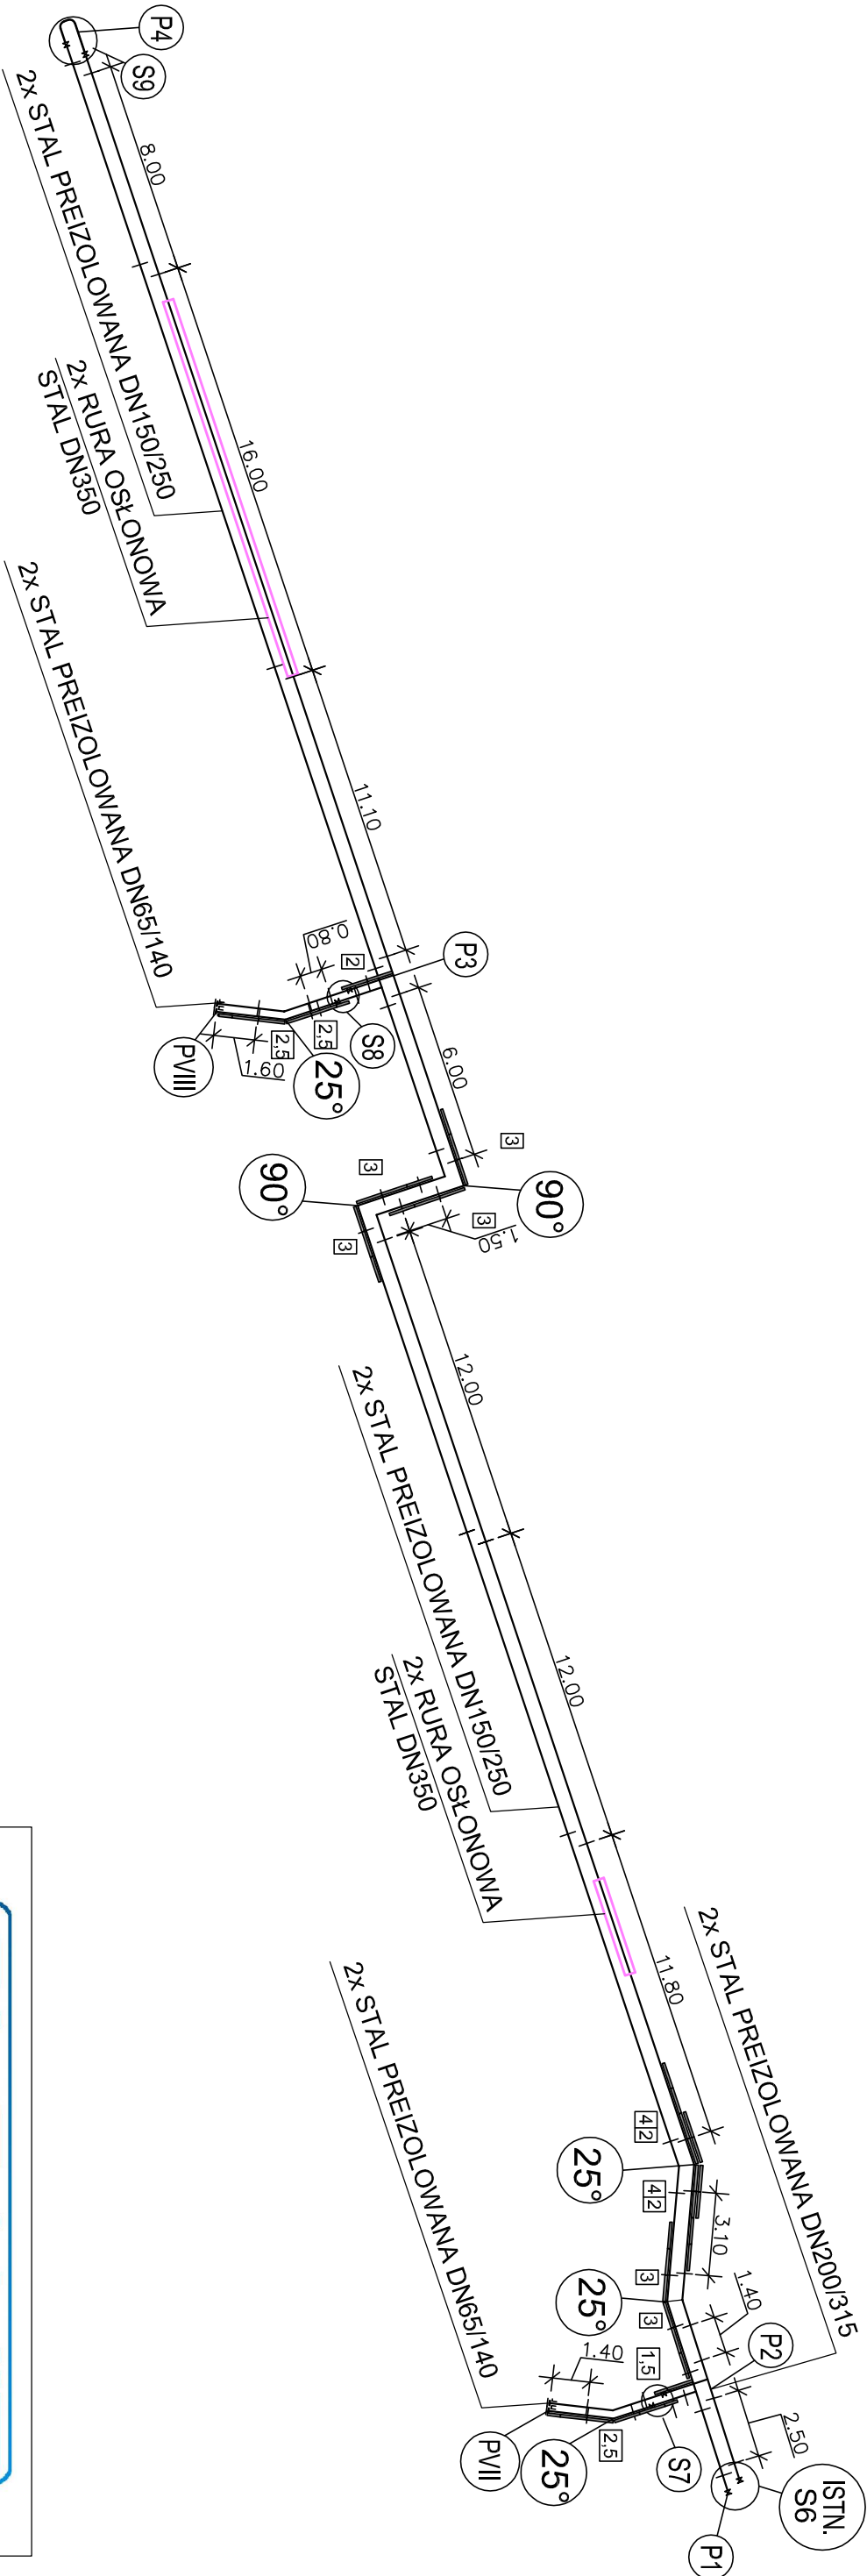 P4
S9
8.00
2x STAL PREIZOLOWANA DN150/250
16.00
2x RURA OSŁONOWA
STAL DN350
11.10
2x STAL PREIZOLOWANA DN65/140
0.80
2
P3
S8
2,5
2,5
25°
PVIII
1.60
6.00
3
3
90°
90°
3
1.50
3
12.00
2x STAL PREIZOLOWANA DN150/250
12.00
2x RURA OSŁONOWA
STAL DN350
11.80
2x STAL PREIZOLOWANA DN200/315
2x STAL PREIZOLOWANA DN65/140
4 2
25°
4 2
3.10
3
25°
3
1.40
P2
1,5
1.40
2.50
S7
2,5
25°
PVII
ISTN.
S6
P1